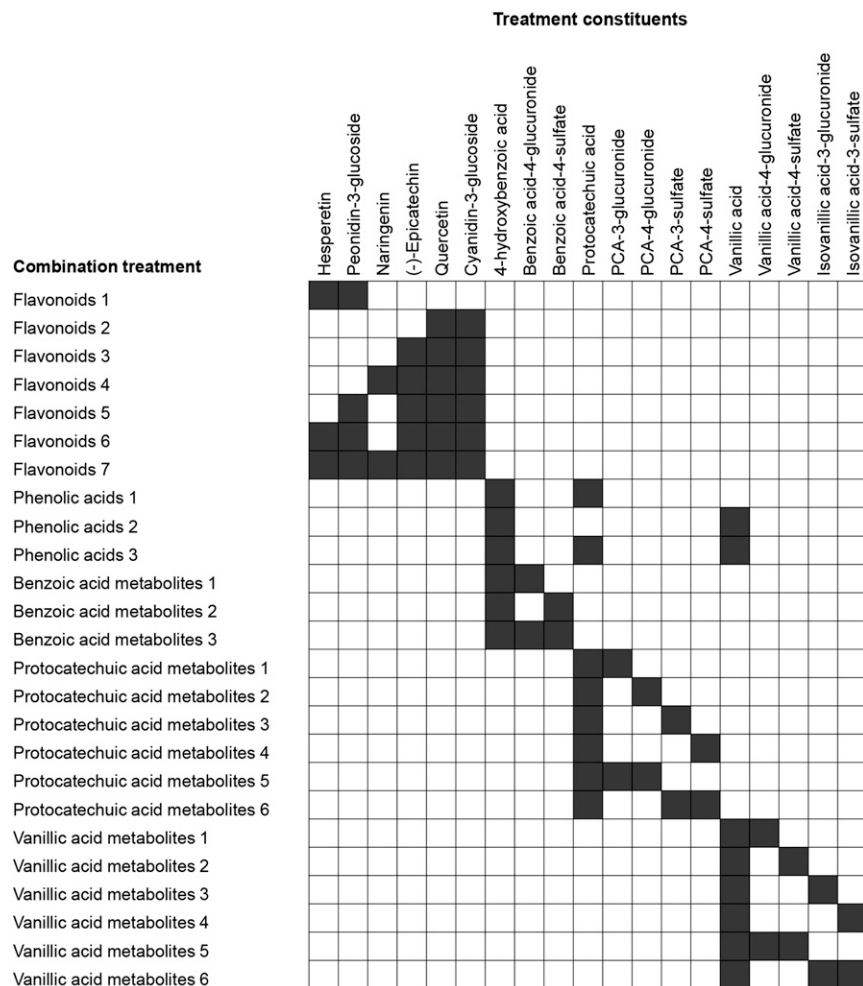 Treatment constituents
Hesperetin
Peonidin-3-glucoside
Naringenin
(-)-Epicatechin
Quercetin
Cyanidin-3-glucoside
4-hydroxybenzoic acid
Benzoic acid-4-glucuronide
Benzoic acid-4-sulfate
Protocatechuic acid
PCA-3-glucuronide
PCA-4-glucuronide
PCA-3-sulfate
PCA-4-sulfate
Vanillic acid
Vanillic acid-4-glucuronide
Vanillic acid-4-sulfate
Isovanillic acid-3-glucuronide
Isovanillic acid-3-sulfate
Combination treatment
Flavonoids 1
Flavonoids 2
Flavonoids 3
Flavonoids 4
Flavonoids 5
Flavonoids 6
Flavonoids 7
Phenolic acids 1
Phenolic acids 2
Phenolic acids 3
Benzoic acid metabolites 1
Benzoic acid metabolites 2
Benzoic acid metabolites 3
Protocatechuic acid metabolites 1
Protocatechuic acid metabolites 2
Protocatechuic acid metabolites 3
Protocatechuic acid metabolites 4
Protocatechuic acid metabolites 5
Protocatechuic acid metabolites 6
Vanillic acid metabolites 1
Vanillic acid metabolites 2
Vanillic acid metabolites 3
Vanillic acid metabolites 4
Vanillic acid metabolites 5
Vanillic acid metabolites 6